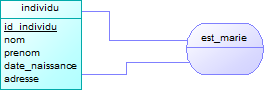 individu
id_individu
nom
prenom
date_naissance
adresse
est_marie